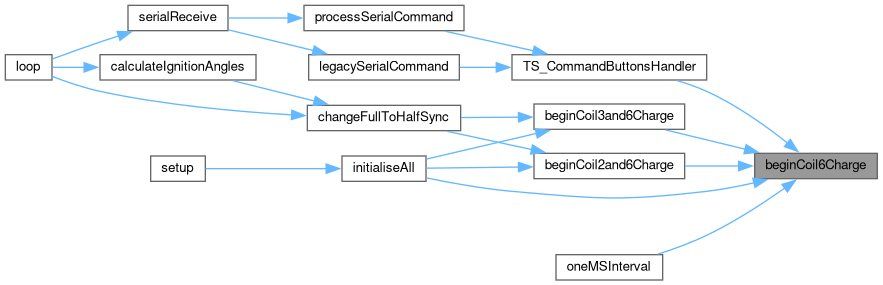 serialReceive
processSerialCommand
loop
calculateIgnitionAngles
legacySerialCommand
TS_CommandButtonsHandler
changeFullToHalfSync
beginCoil3and6Charge
setup
initialiseAll
beginCoil2and6Charge
beginCoil6Charge
oneMSInterval